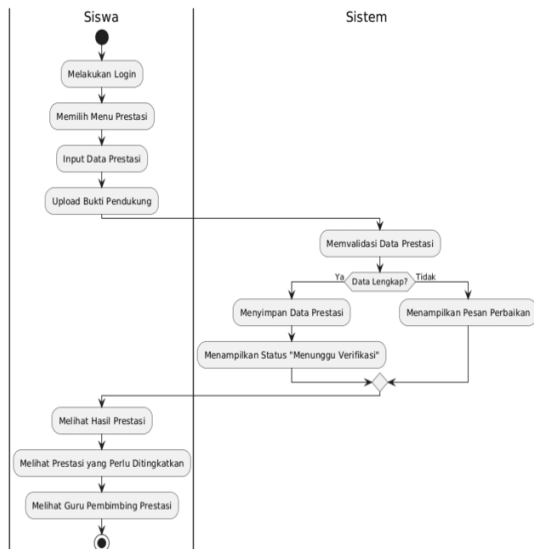 Siswa
Sistem
Melakukan Login
Memilih Menu Prestasi
Input Data Prestasi
Upload Bukti Pendukung
Memvalidasi Data Prestasi
Ya
Data Lengkap?
Tidak
Menyimpan Data Prestasi
Menampilkan Pesan Perbaikan
Menampilkan Status "Menunggu Verifikasi"
Melihat Hasil Prestasi
Melihat Prestasi yang Perlu Ditingkatkan
Melihat Guru Pembimbing Prestasi